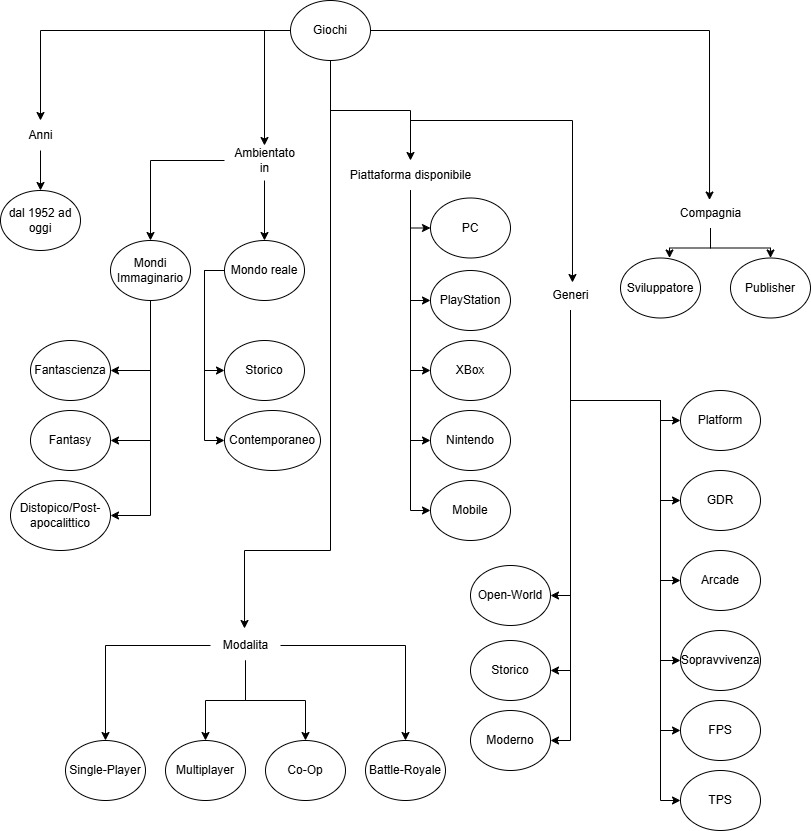 Giochi
Anni
dal 1952 ad
oggi
Ambientato
in
Mondi
Immaginario
Mondo reale
Fantascienza
Fantasy
Distopico/Post-
apocalittico
Storico
Contemporaneo
Piattaforma disponibile
PC
PlayStation
XBox
Nintendo
Mobile
Generi
Open-World
Storico
Moderno
Platform
GDR
Arcade
Sopravvivenza
FPS
TPS
Compagnia
Sviluppatore
Publisher
Modalita
Single-Player
Multiplayer
Co-Op
Battle-Royale